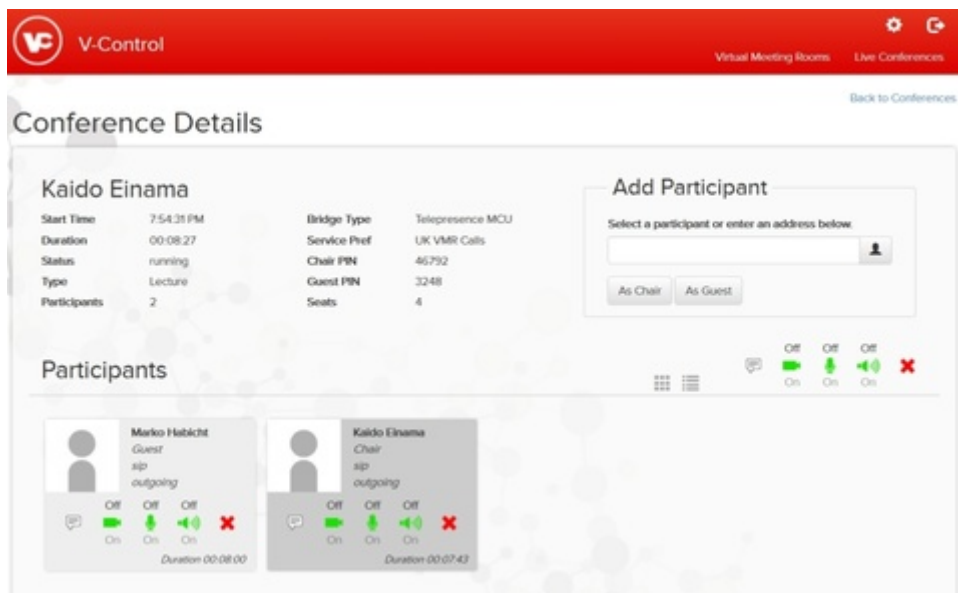 VC
V-Control
Virtual Meeting Rooms Live Conferences
Back to Conferences
Conference Details
Kaido Einama
Start Time 7:54:31 PM Bridge Type Telepresence MCU
Duration 00:08:27 Service Pref UK VMR Calls
Status running Chair PIN 46792
Type Lecture Guest PIN 3248
Participants 2 Seats 4
Add Participant
Select a participant or enter an address below.
As Chair As Guest
Participants
Off Off Off
On On On
Marko Habicht
Guest
sip
outgoing
Off Off Off
On On On
Duration 00:08:00
Kaido Einama
Chair
sip
outgoing
Off Off Off
On On On
Duration 00:07:43